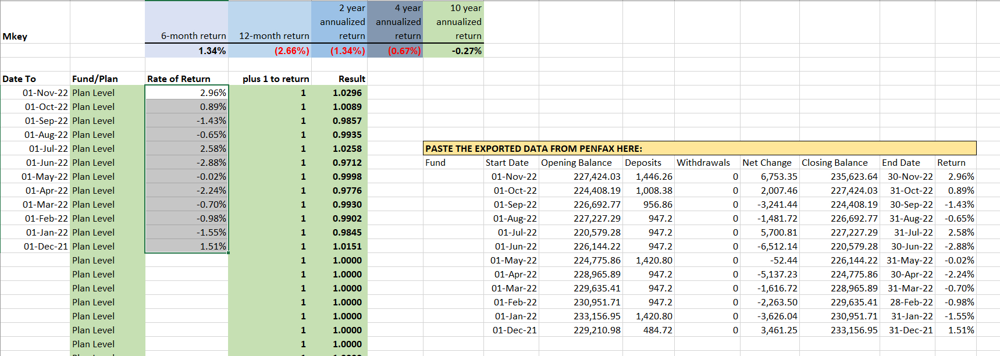 2 year 4 year 10 year
annualized annualized annualized
Mkey 6-month return 12-month return return return return
1.34% (2.66%) (1.34%) (0.67%) -0.27%
Date To Fund/Plan Rate of Return plus 1 to return Result
01-Nov-22 Plan Level 2.96% 1 1.0296
01-Oct-22 Plan Level 0.89% 1 1.0089
01-Sep-22 Plan Level -1.43% 1 0.9857
01-Aug-22 Plan Level -0.65% 1 0.9935
01-Jul-22 Plan Level 2.58% 1 1.0258 PASTE THE EXPORTED DATA FROM PENFAX HERE:
01-Jun-22 Plan Level -2.88% 1 0.9712 Fund Start Date Opening Balance Deposits Withdrawals Net Change Closing Balance End Date Return
01-May-22 Plan Level -0.02% 1 0.9998 01-Nov-22 227,424.03 1,446.26 0 6,753.35 235,623.64 30-Nov-22 2.96%
01-Apr-22 Plan Level -2.24% 1 0.9776 01-Oct-22 224,408.19 1,008.38 0 2,007.46 227,424.03 31-Oct-22 0.89%
01-Mar-22 Plan Level -0.70% 1 0.9930 01-Sep-22 226,692.77 956.86 0 -3,241.44 224,408.19 30-Sep-22 -1.43%
01-Feb-22 Plan Level -0.98% 1 0.9902 01-Aug-22 227,227.29 947.2 0 -1,481.72 226,692.77 31-Aug-22 -0.65%
01-Jan-22 Plan Level -1.55% 1 0.9845 01-Jul-22 220,579.28 947.2 0 5,700.81 227,227.29 31-Jul-22 2.58%
01-Dec-21 Plan Level 1.51% 1 1.0151 01-Jun-22 226,144.22 947.2 0 -6,512.14 220,579.28 30-Jun-22 -2.88%
Plan Level 1 1.0000 01-May-22 224,775.86 1,420.80 0 -52.44 226,144.22 31-May-22 -0.02%
Plan Level 1 1.0000 01-Apr-22 228,965.89 947.2 0 -5,137.23 224,775.86 30-Apr-22 -2.24%
Plan Level 1 1.0000 01-Mar-22 229,635.41 947.2 0 -1,616.72 228,965.89 31-Mar-22 -0.70%
Plan Level 1 1.0000 01-Feb-22 230,951.71 947.2 0 -2,263.50 229,635.41 28-Feb-22 -0.98%
Plan Level 1 1.0000 01-Jan-22 233,156.95 1,420.80 0 -3,626.04 230,951.71 31-Jan-22 -1.55%
Plan Level 1 1.0000 01-Dec-21 229,210.98 484.72 0 3,461.25 233,156.95 31-Dec-21 1.51%
Plan Level 1 1.0000